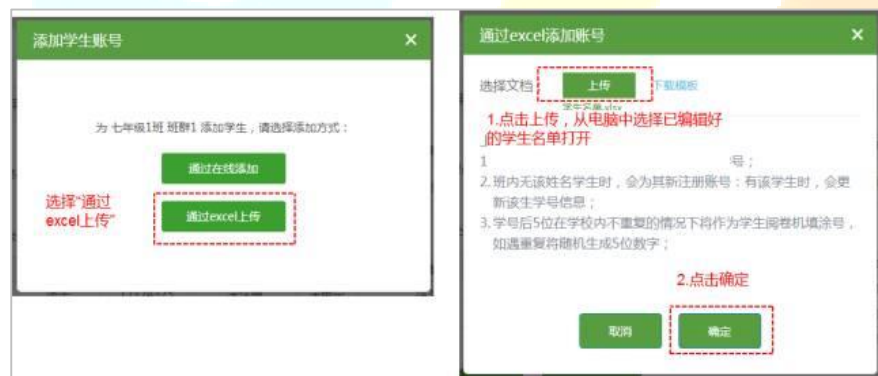 添加学生账号
为 七年级1班 班群1 添加学生，请选择添加方式：
通过在线添加
选择“通过
excel上传”
通过excel上传
通过excel添加账号
选择文档
上传
下载模板
学生名单.xlsx
1.点击上传，从电脑中选择已编辑好
的学生名单打开
1
号；
2.班内无该姓名学生时，会为其新注册账号；有该学生时，会更
新该生学号信息；
3.学号后5位在学校内不重复的情况下将作为学生阅卷机填涂号，
如遇重复将随机生成5位数字；
2.点击确定
取消
确定